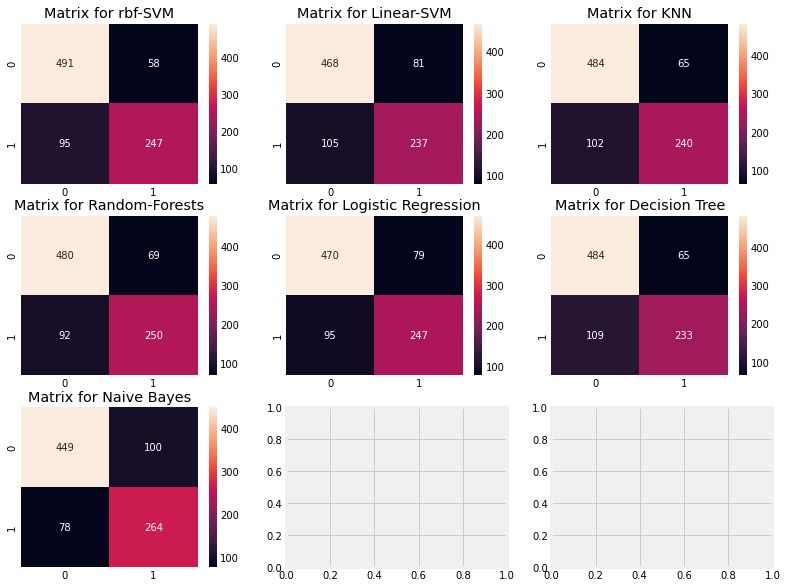 Matrix for rbf-SVM
0 491 58 400
300
200
1 95 247 100
0 1
Matrix for Linear-SVM
0 468 81 400
300
200
1 105 237 100
0 1
Matrix for KNN
0 484 65 400
300
200
1 102 240 100
0 1
Matrix for Random-Forests
0 480 69 400
300
200
1 92 250 100
0 1
Matrix for Logistic Regression
0 470 79 400
300
200
1 95 247 100
0 1
Matrix for Decision Tree
0 484 65 400
300
200
1 109 233 100
0 1
Matrix for Naive Bayes
0 449 100 400
300
200
1 78 264 100
0 1
1.0
0.8
0.6
0.4
0.2
0.0
0.0 0.2 0.4 0.6 0.8 1.0
1.0
0.8
0.6
0.4
0.2
0.0
0.0 0.2 0.4 0.6 0.8 1.0